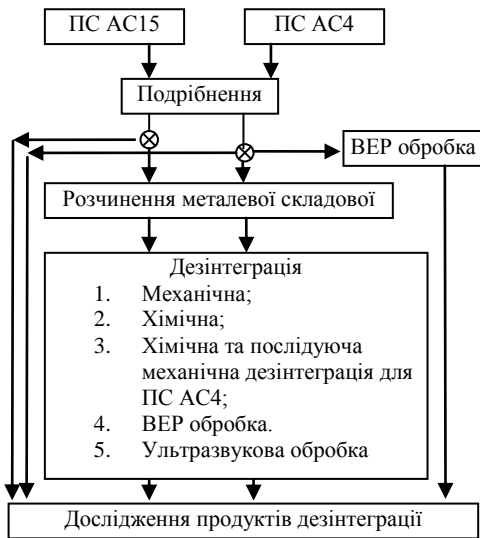 ПС АС15
ПС АС4
Подрібнення
ВЕР обробка
Розчинення металевої складової
Дезінтеграція
1. Механічна;
2. Хімічна;
3. Хімічна та послідуюча
механічна дезінтеграція для
ПС АС4;
4. ВЕР обробка.
5. Ультразвукова обробка
Дослідження продуктів дезінтеграції